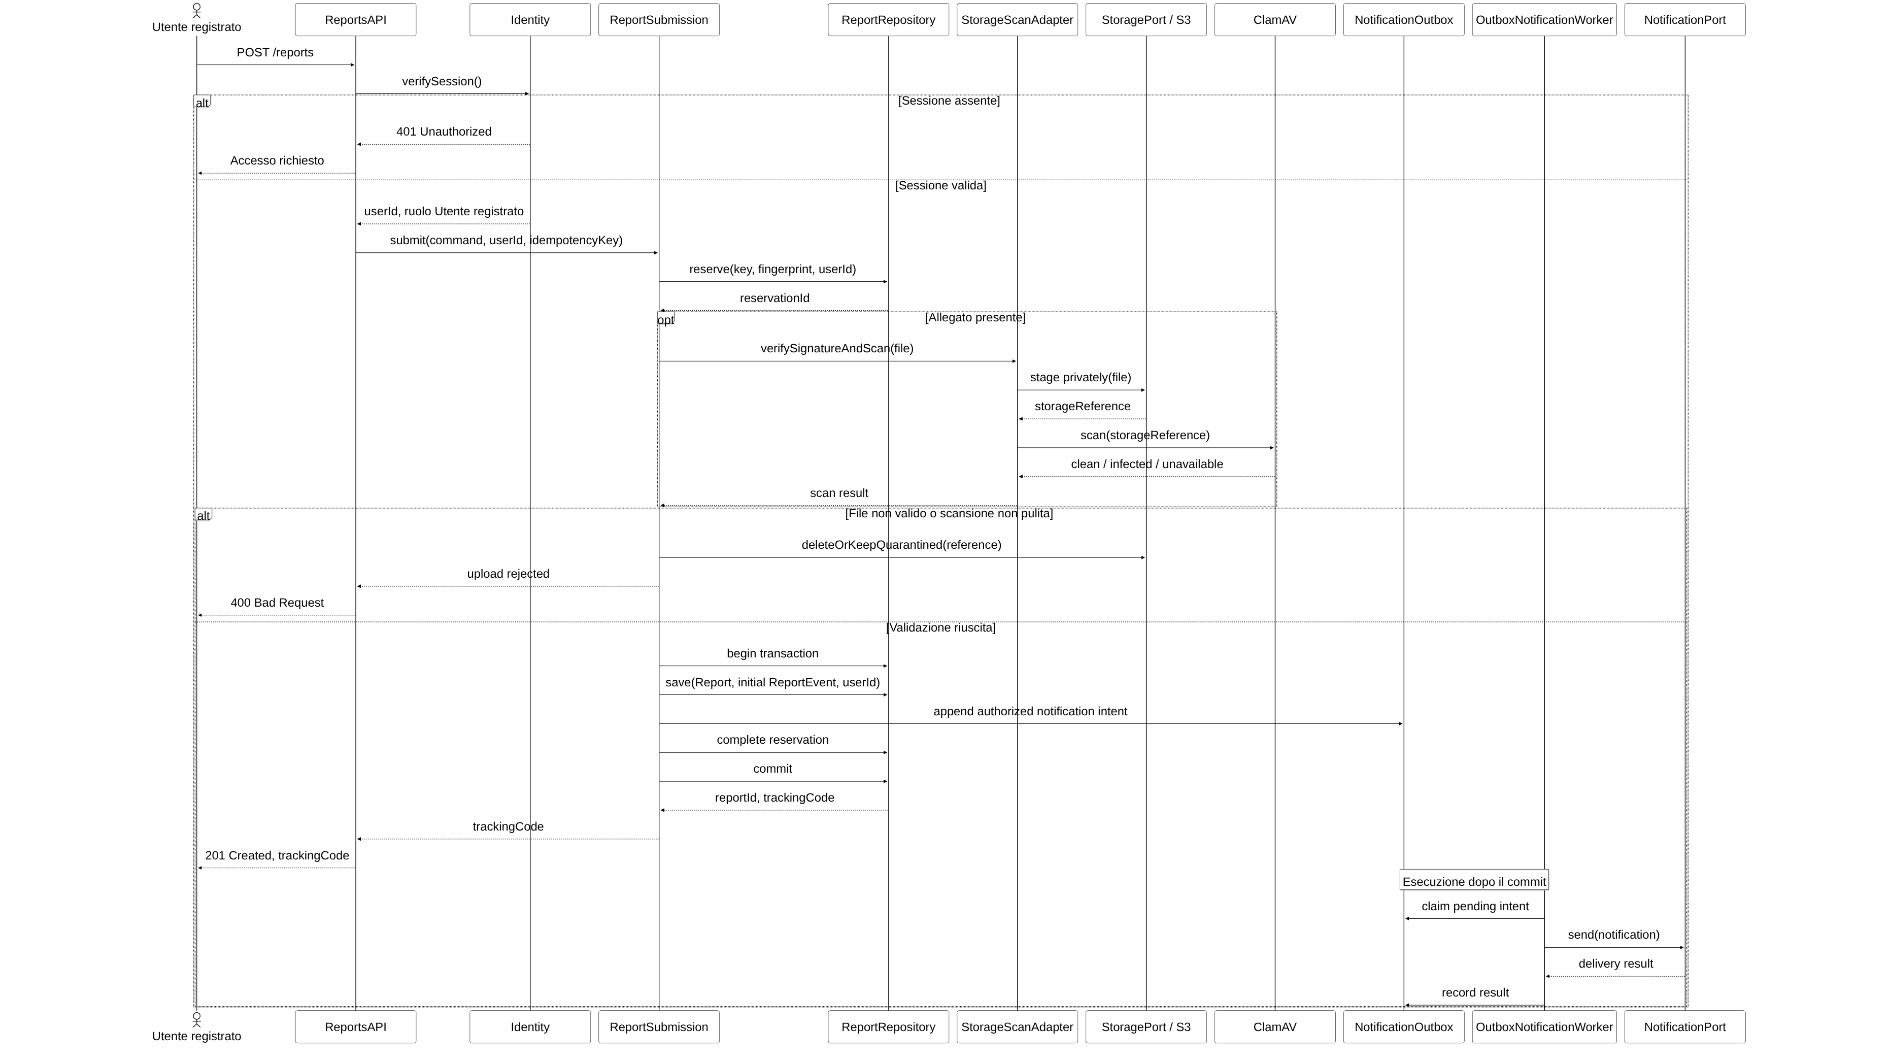 Utente registrato
ReportsAPI
Identity
ReportSubmission
ReportRepository
StorageScanAdapter
StoragePort / S3
ClamAV
NotificationOutbox
OutboxNotificationWorker
NotificationPort
POST /reports
verifySession()
alt
[Sessione assente]
401 Unauthorized
Accesso richiesto
[Sessione valida]
userId, ruolo Utente registrato
submit(command, userId, idempotencyKey)
reserve(key, fingerprint, userId)
reservationId
opt
[Allegato presente]
verifySignatureAndScan(file)
stage privately(file)
storageReference
scan(storageReference)
clean / infected / unavailable
scan result
alt
[File non valido o scansione non pulita]
deleteOrKeepQuarantined(reference)
upload rejected
400 Bad Request
[Validazione riuscita]
begin transaction
save(Report, initial ReportEvent, userId)
append authorized notification intent
complete reservation
commit
reportId, trackingCode
trackingCode
201 Created, trackingCode
Esecuzione dopo il commit
claim pending intent
send(notification)
delivery result
record result
Utente registrato
ReportsAPI
Identity
ReportSubmission
ReportRepository
StorageScanAdapter
StoragePort / S3
ClamAV
NotificationOutbox
OutboxNotificationWorker
NotificationPort